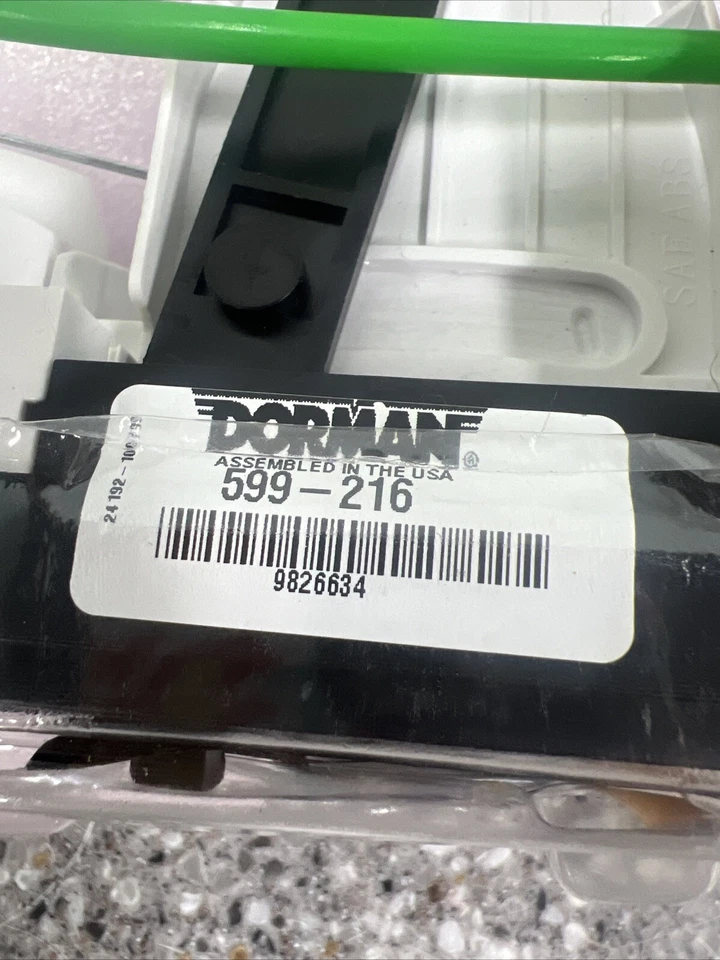 SAE ABS
DORMAN
®
ASSEMBLED IN THE USA
599-216
9826634